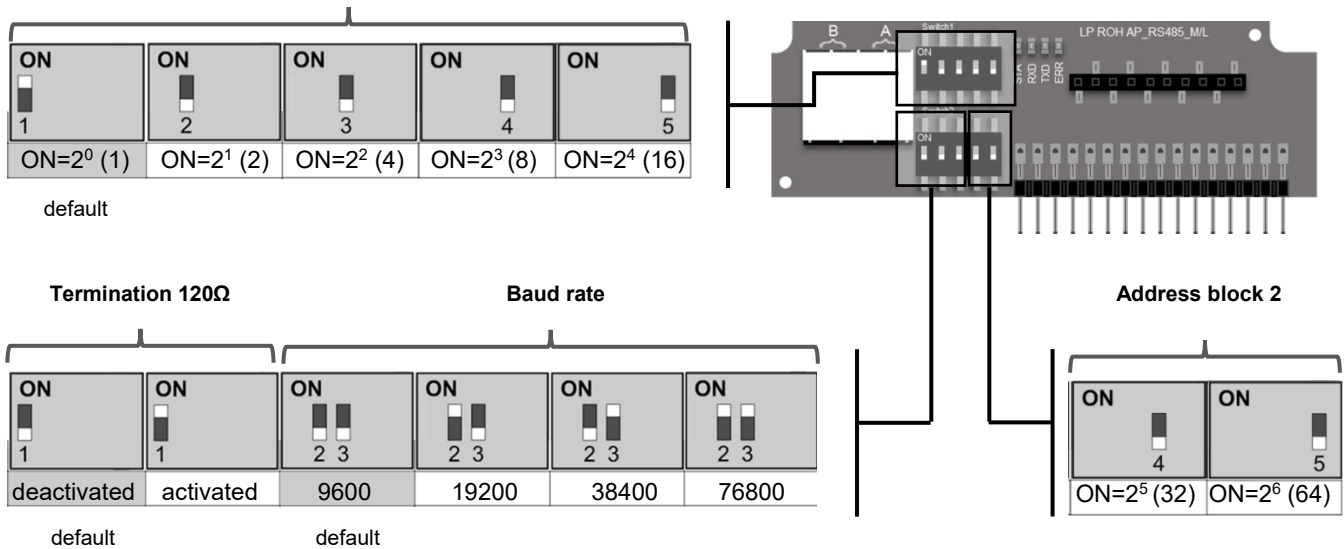 ON ON ON ON ON
1 2 3 4 5
ON=2⁰ (1) ON=2¹ (2) ON=2² (4) ON=2³ (8) ON=2⁴ (16)
default
Switch1
LP ROH AP_RS485_M/L
B A
ON
STA RXD TXD ERR
ON
Termination 120Ω Baud rate Address block 2
ON ON ON ON ON ON
1 1 2 3 2 3 2 3 2 3
deactivated activated 9600 19200 38400 76800
default default
ON ON
4 5
ON=2⁵ (32) ON=2⁶ (64)